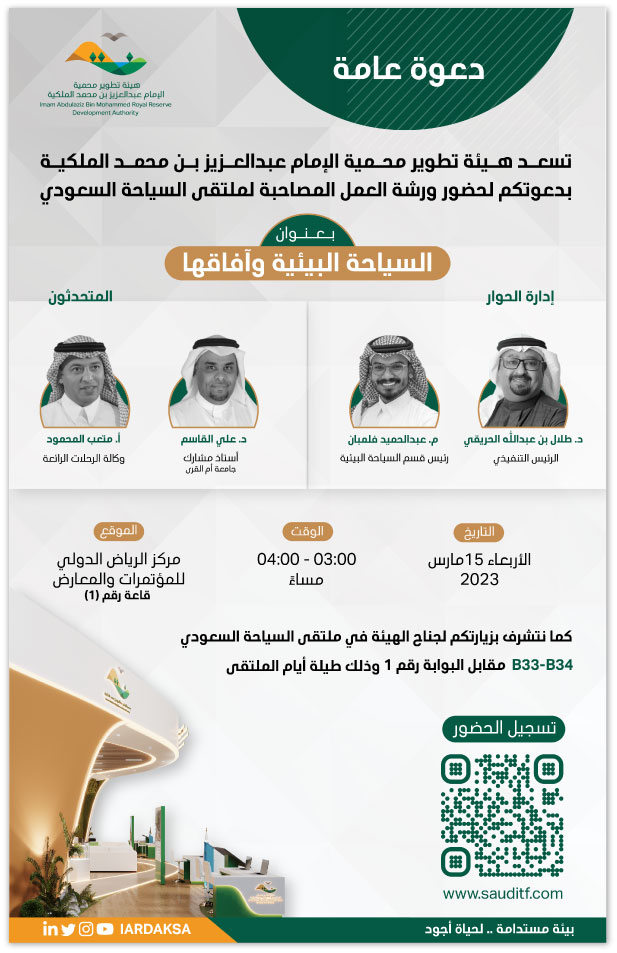 هيئة تطوير محمية
الإمام عبدالعزيز بن محمد الملكية
Imam Abdulaziz Bin Mohammed Royal Reserve
Development Authority
دعوة عامة
تسعد هيئة تطوير محمية الإمام عبدالعزيز بن محمد الملكية
بدعوتكم لحضور ورشة العمل المصاحبة لملتقى السياحة السعودي
بعنوان
السياحة البيئية وآفاقها
إدارة الحوار
المتحدثون
د. طلال بن عبدالله الحريقي
الرئيس التنفيذي
م. عبدالحميد فلمبان
رئيس قسم السياحة البيئية
د. علي القاسم
أستاذ مشارك
جامعة أم القرى
أ. متعب المحمود
وكالة الرحلات الرائعة
التاريخ
الأربعاء 15مارس
2023
الوقت
03:00 - 04:00
مساءً
الموقع
مركز الرياض الدولي
للمؤتمرات والمعارض
قاعة رقم (1)
كما نتشرف بزيارتكم لجناح الهيئة في ملتقى السياحة السعودي
B33-B34 مقابل البوابة رقم 1 وذلك طيلة أيام الملتقى
تسجيل الحضور
www.sauditf.com
بيئة مستدامة .. لحياة أجود
IARDAKSA